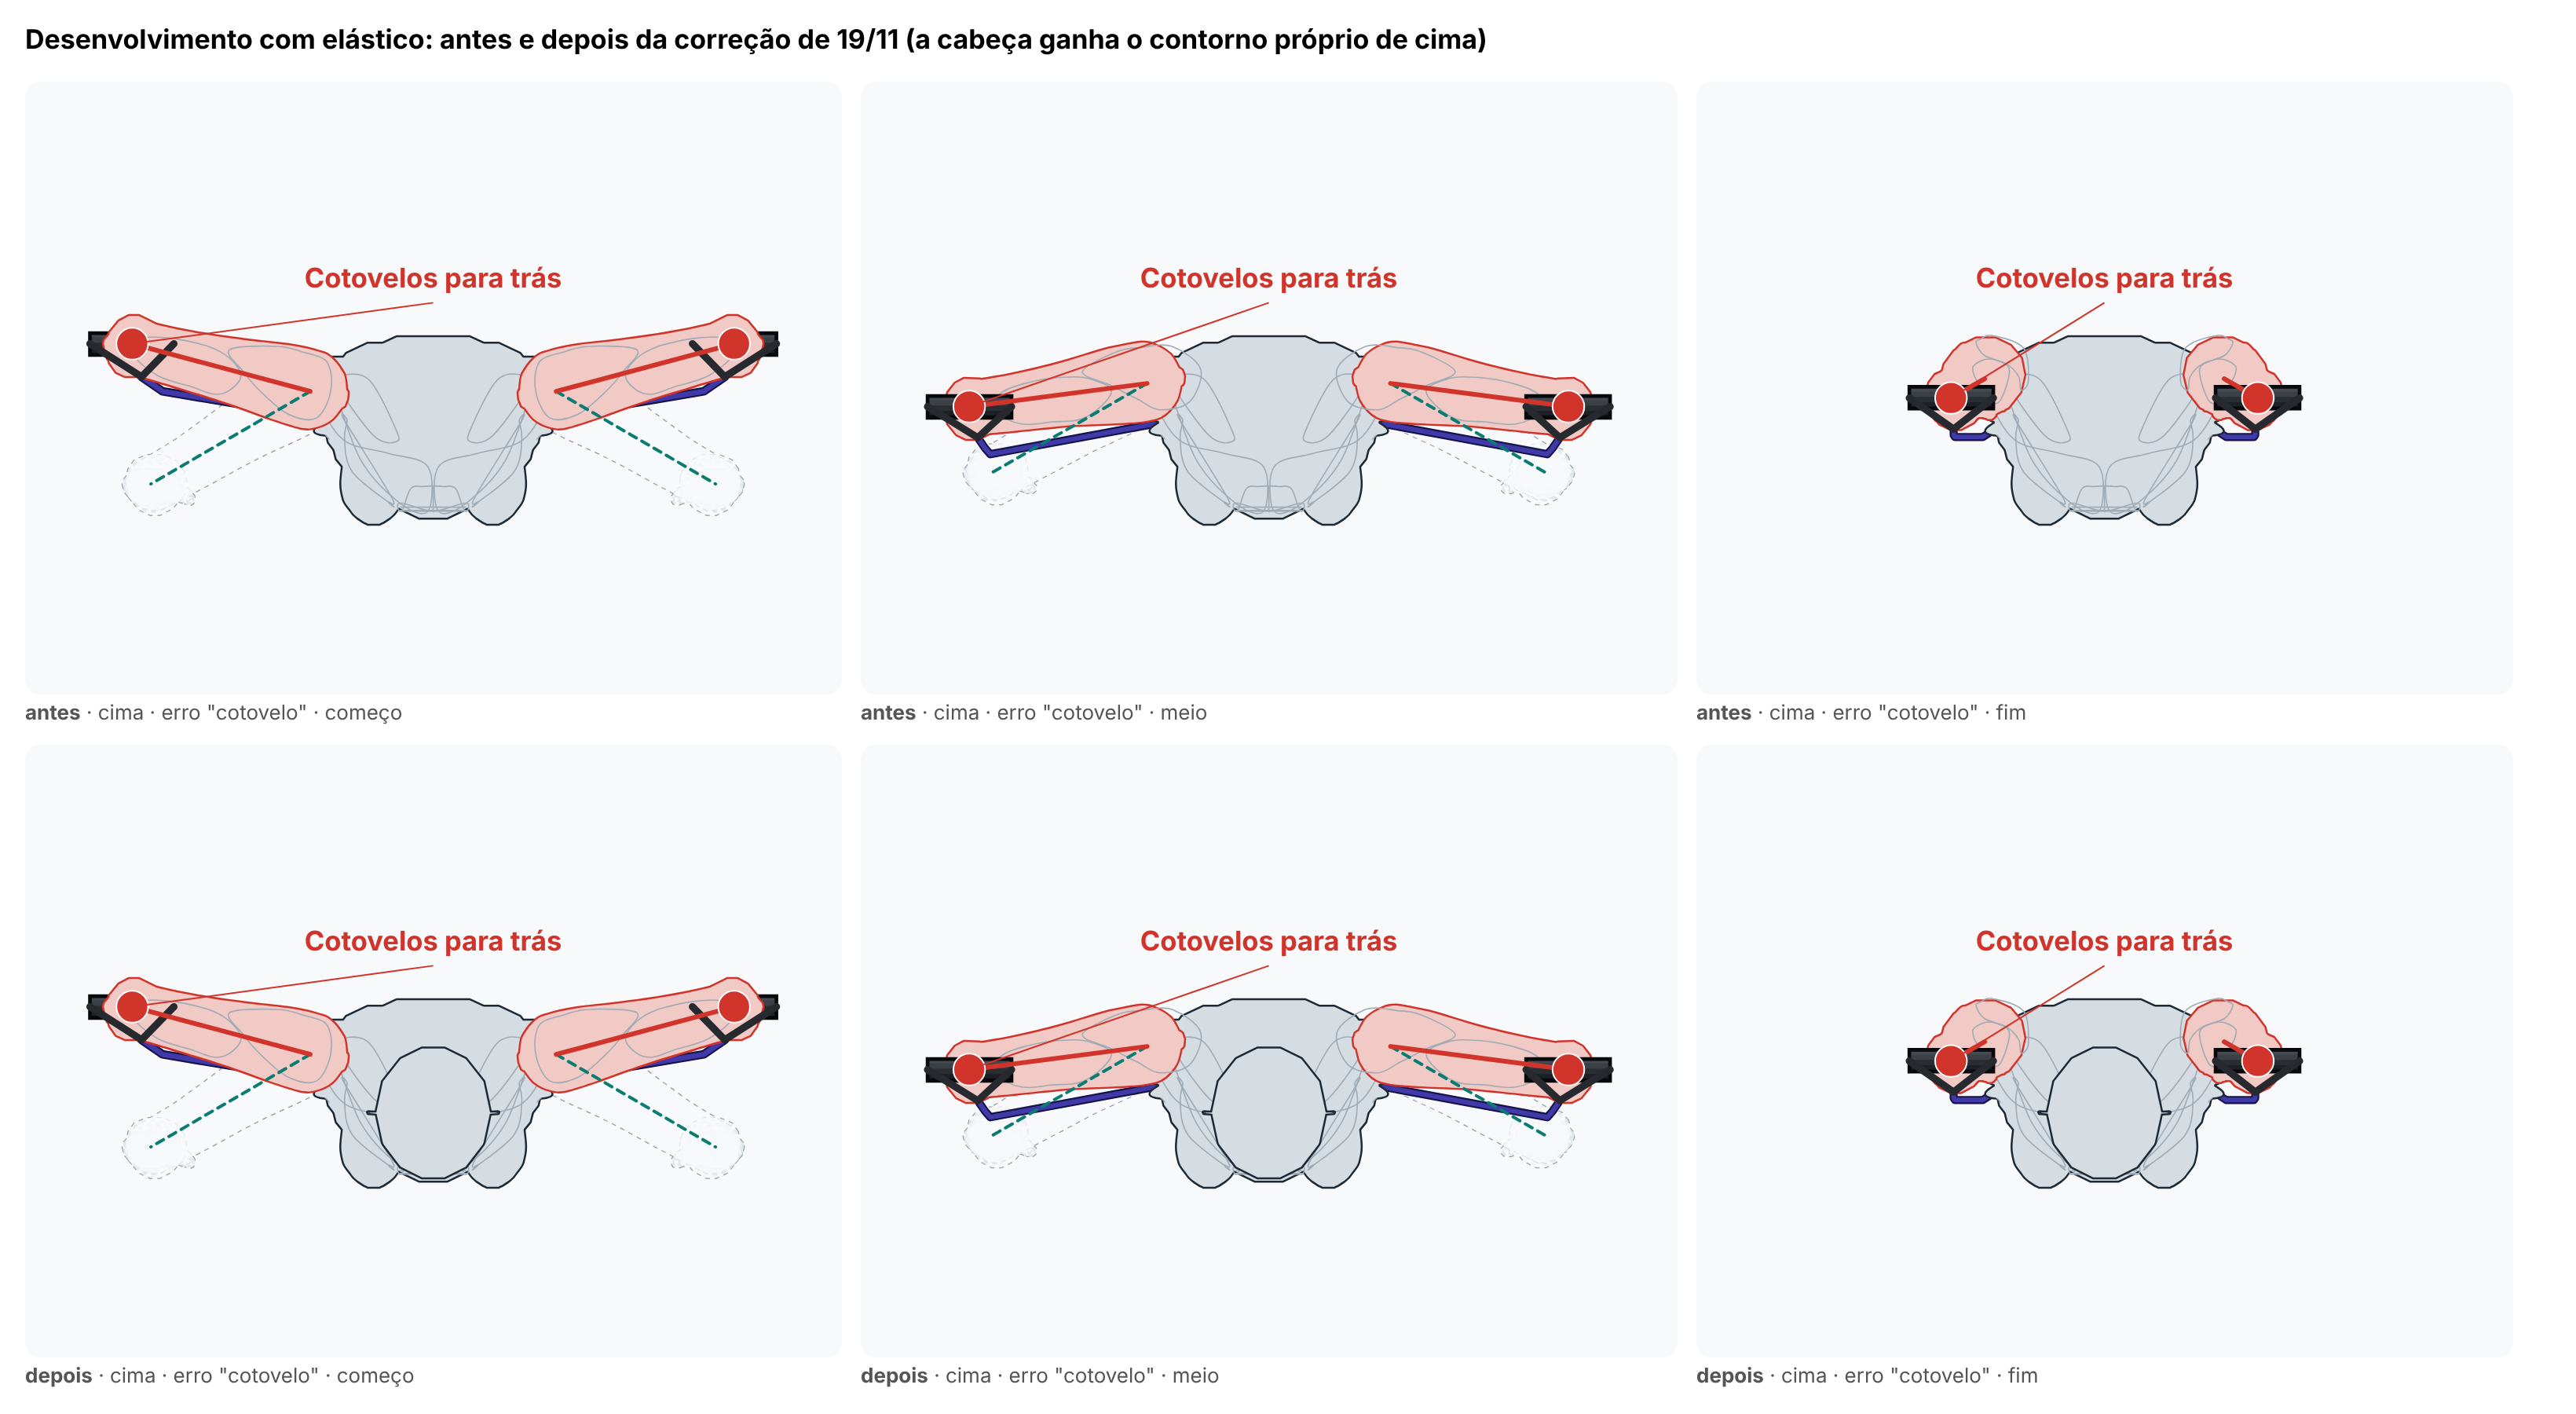 Desenvolvimento com elástico: antes e depois da correção de 19/11 (a cabeça ganha o contorno próprio de cima)
Cotovelos para trás
Cotovelos para trás
Cotovelos para trás
antes · cima · erro "cotovelo" · começo
antes · cima · erro "cotovelo" · meio
antes · cima · erro "cotovelo" · fim
Cotovelos para trás
Cotovelos para trás
Cotovelos para trás
depois · cima · erro "cotovelo" · começo
depois · cima · erro "cotovelo" · meio
depois · cima · erro "cotovelo" · fim